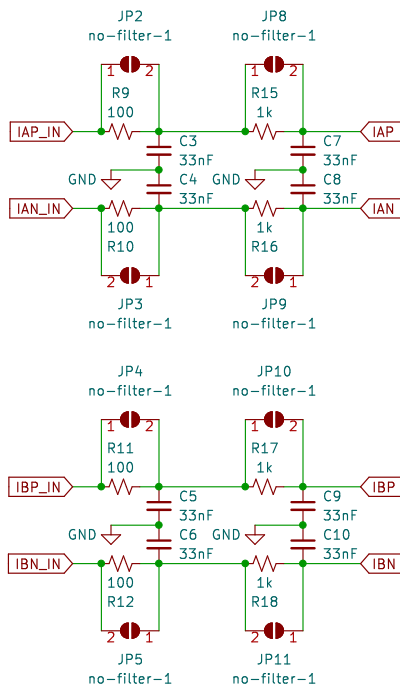 JP2 JP8
no-filter-1 no-filter-1
1 2 1 2
R9 R15
100 1k
IAP_IN IAP
C3 C7
33nF 33nF
GND C4 GND C8
33nF 33nF
IAN_IN IAN
100 1k
R10 R16
2 1 2 1
JP3 JP9
no-filter-1 no-filter-1
JP4 JP10
no-filter-1 no-filter-1
1 2 1 2
R11 R17
100 1k
IBP_IN IBP
C5 C9
33nF 33nF
GND C6 GND C10
33nF 33nF
IBN_IN IBN
100 1k
R12 R18
2 1 2 1
JP5 JP11
no-filter-1 no-filter-1